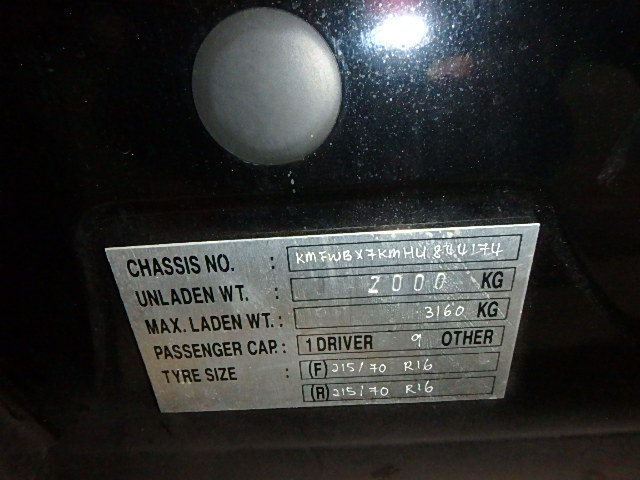 CHASSIS NO. : KMFWBX7KMHU844174
UNLADEN WT. : 2000 KG
MAX. LADEN WT.: 3160 KG
PASSENGER CAP.: 1 DRIVER 9 OTHER
TYRE SIZE : (F) 215/70 R16
(R) 215/70 R16